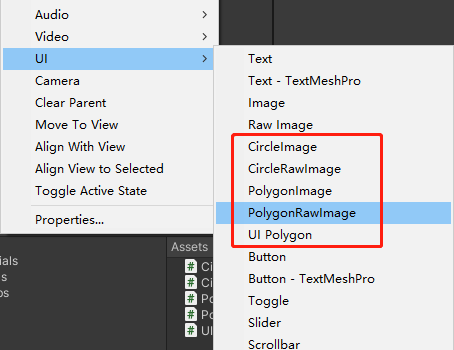 Audio
Video
UI
Camera
Clear Parent
Move To View
Align With View
Align View to Selected
Toggle Active State
Properties...
Text
Text - TextMeshPro
Image
Raw Image
CircleImage
CircleRawImage
PolygonImage
PolygonRawImage
UI Polygon
Button
Button - TextMeshPro
Toggle
Slider
Scrollbar
Assets
Ci
Ci
Po
Po
UI